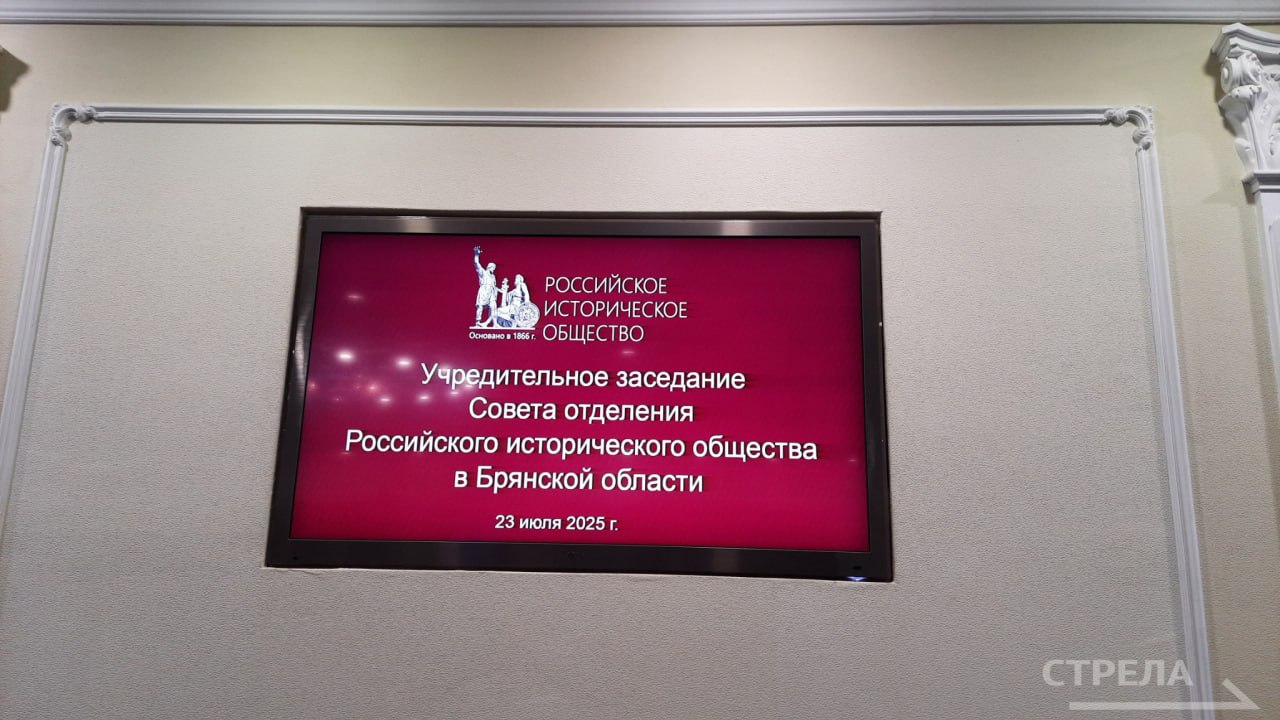 РОССИЙСКОЕ
ИСТОРИЧЕСКОЕ
ОБЩЕСТВО
Основано в 1866 г.
Учредительное заседание
Совета отделения
Российского исторического общества
в Брянской области
23 июля 2025 г.
СТРЕЛА